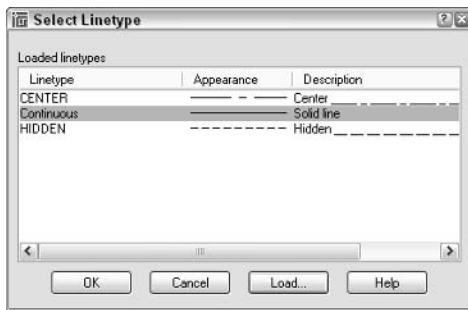 Select Linetype
Loaded linetypes
Linetype Appearance Description
CENTER Center
Continuous Solid line
HIDDEN Hidden
OK Cancel Load... Help